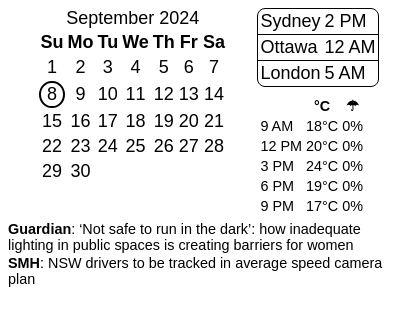 September 2024
Su Mo Tu We Th Fr Sa
1 2 3 4 5 6 7
8 9 10 11 12 13 14
15 16 17 18 19 20 21
22 23 24 25 26 27 28
29 30
Sydney 2 PM
Ottawa 12 AM
London 5 AM
°C ☂
9 AM 18°C 0%
12 PM 20°C 0%
3 PM 24°C 0%
6 PM 19°C 0%
9 PM 17°C 0%
Guardian: ‘Not safe to run in the dark’: how inadequate
lighting in public spaces is creating barriers for women
SMH: NSW drivers to be tracked in average speed camera
plan